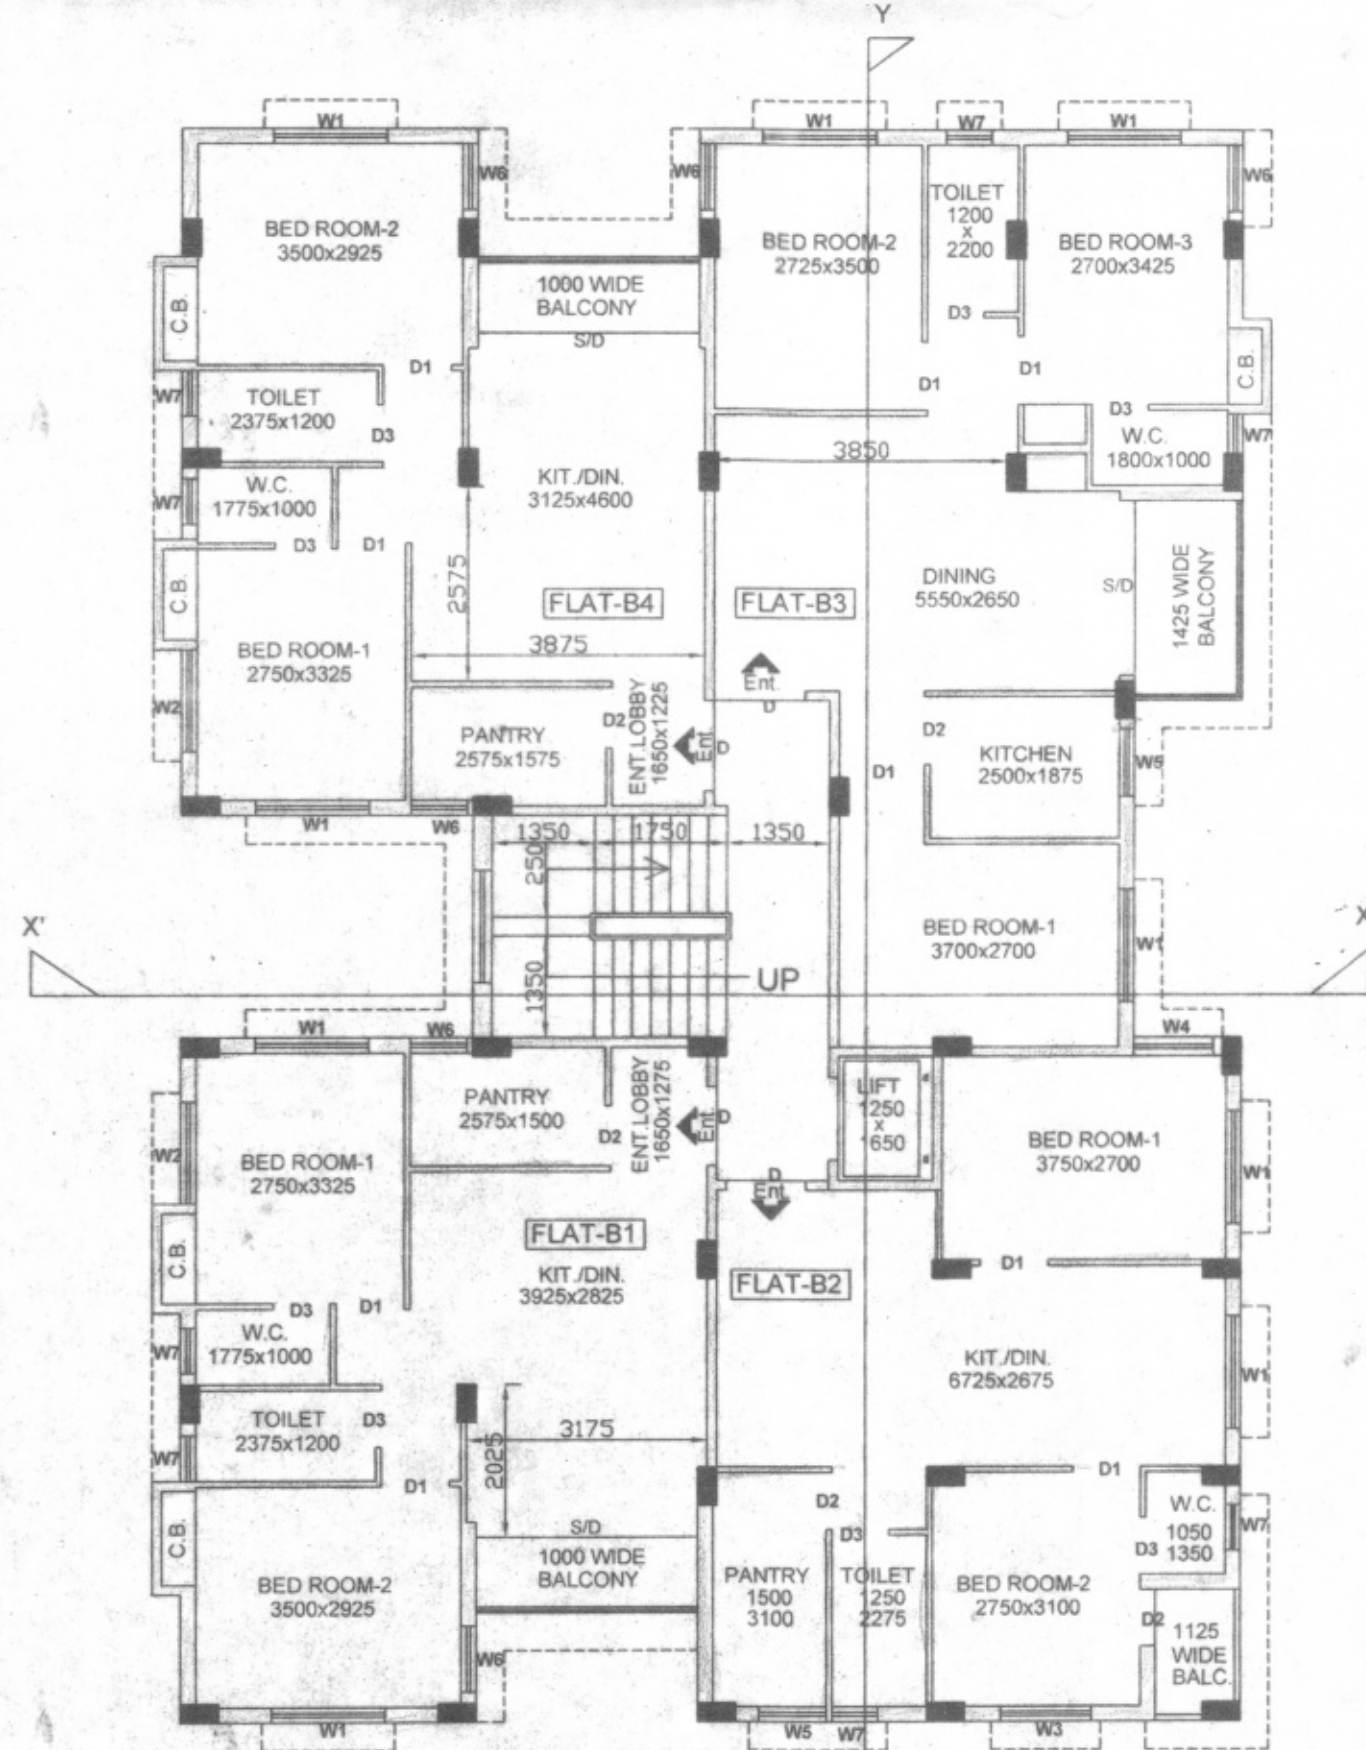 Y
W1
W1
W7
W1
W6
W6
W6
BED ROOM-2
3500x2925
BED ROOM-2
2725x3500
TOILET
1200
x
2200
BED ROOM-3
2700x3425
1000 WIDE
BALCONY
S/D
C.B.
D3
C.B.
D1
D1
D1
W7
TOILET
2375x1200
D3
D3
W.C.
1800x1000
W7
3850
W.C.
1775x1000
W7
KIT./DIN.
3125x4600
D3
D1
C.B.
2575
DINING
5550x2650
S/D
1425 WIDE
BALCONY
FLAT-B4
FLAT-B3
BED ROOM-1
2750x3325
3875
Ent.
D
W2
ENT.LOBBY
1650x1225
D2
PANTRY
2575x1575
Ent.
D
D2
KITCHEN
2500x1875
W5
D1
W1
W6
1350
1750
1350
250
X'
X
BED ROOM-1
3700x2700
W1
1350
UP
W1
W6
W4
PANTRY
2575x1500
ENT.LOBBY
1650x1275
D2
Ent.
D
LIFT
1250
x
1650
BED ROOM-1
3750x2700
W1
W2
BED ROOM-1
2750x3325
D
Ent.
C.B.
FLAT-B1
KIT./DIN.
3925x2825
FLAT-B2
D1
D3
D1
W.C.
1775x1000
W7
KIT./DIN.
6725x2675
W1
TOILET
2375x1200
D3
3175
2025
W7
D1
D1
C.B.
S/D
1000 WIDE
BALCONY
D2
D3
W.C.
1050
1350
W7
D3
BED ROOM-2
3500x2925
PANTRY
1500
3100
TOILET
1250
2275
BED ROOM-2
2750x3100
D2
1125
WIDE
BALC.
W6
W1
W5
W7
W3